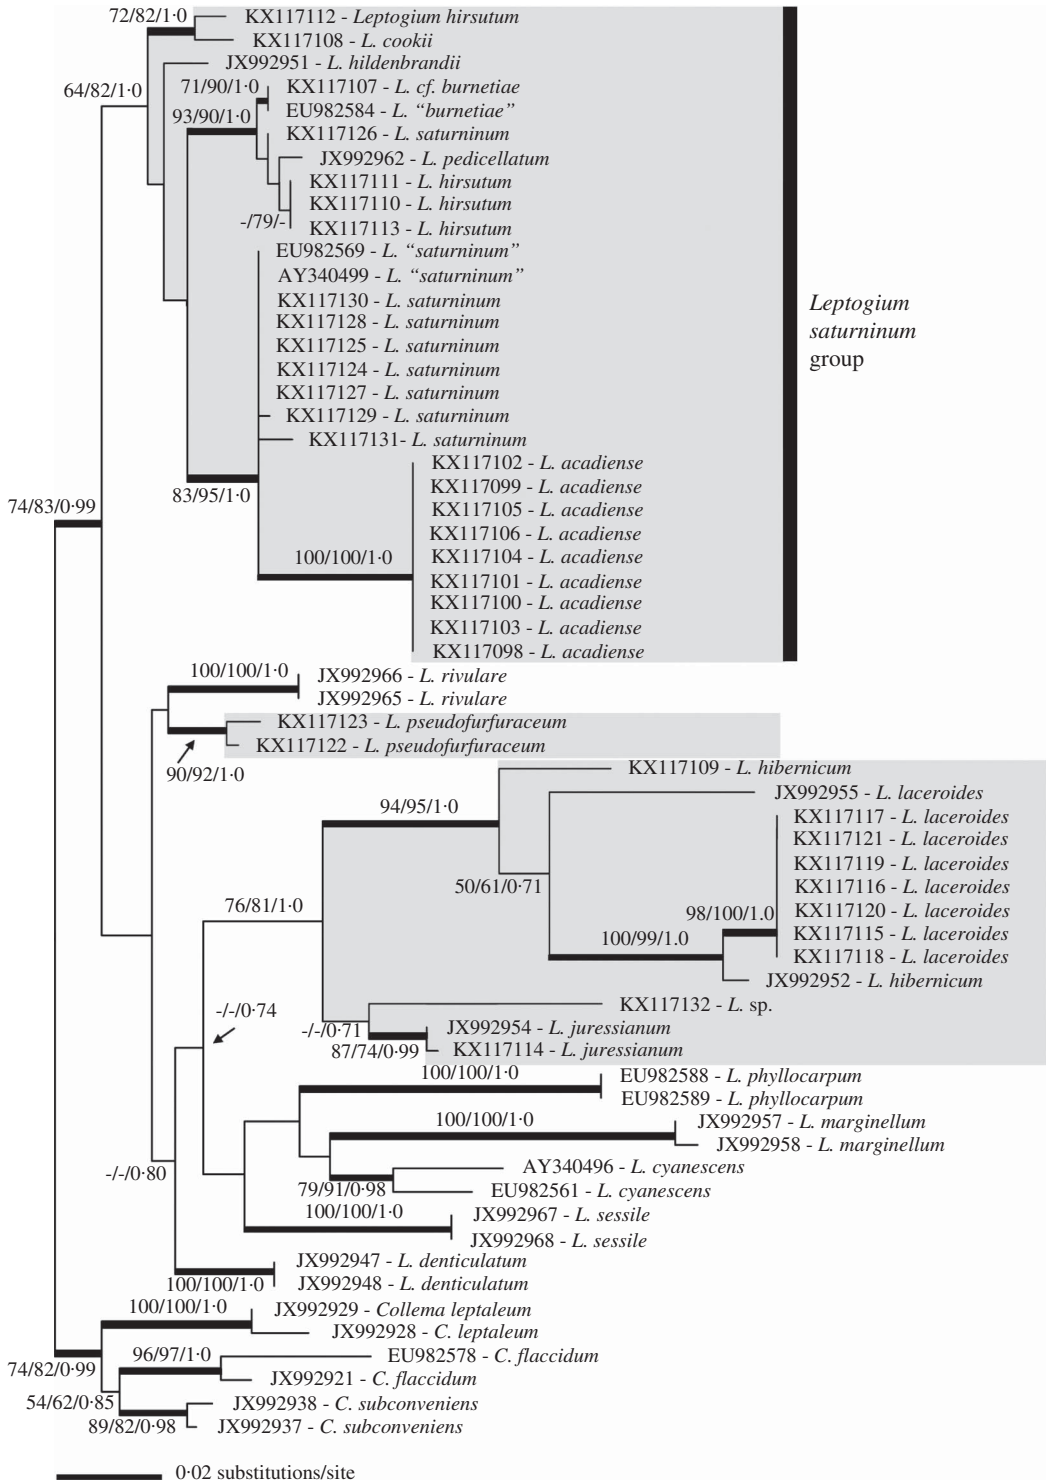 72/82/1·0
KX117112 - Leptogium hirsutum
KX117108 - L. cookii
JX992951 - L. hildenbrandii
64/82/1·0
71/90/1·0
KX117107 - L. cf. burnetiae
EU982584 - L. “burnetiae”
93/90/1·0
KX117126 - L. saturninum
JX992962 - L. pedicellatum
KX117111 - L. hirsutum
KX117110 - L. hirsutum
-/79/-
KX117113 - L. hirsutum
EU982569 - L. “saturninum”
AY340499 - L. “saturninum”
KX117130 - L. saturninum
KX117128 - L. saturninum
KX117125 - L. saturninum
KX117124 - L. saturninum
KX117127 - L. saturninum
KX117129 - L. saturninum
KX117131- L. saturninum
Leptogium
saturninum
group
KX117102 - L. acadiense
KX117099 - L. acadiense
83/95/1·0
74/83/0·99
KX117105 - L. acadiense
KX117106 - L. acadiense
100/100/1·0
KX117104 - L. acadiense
KX117101 - L. acadiense
KX117100 - L. acadiense
KX117103 - L. acadiense
KX117098 - L. acadiense
100/100/1·0
JX992966 - L. rivulare
JX992965 - L. rivulare
KX117123 - L. pseudofurfuraceum
KX117122 - L. pseudofurfuraceum
90/92/1·0
KX117109 - L. hibernicum
JX992955 - L. laceroides
94/95/1·0
KX117117 - L. laceroides
KX117121 - L. laceroides
KX117119 - L. laceroides
50/61/0·71
KX117116 - L. laceroides
76/81/1·0
98/100/1.0
KX117120 - L. laceroides
100/99/1.0
KX117115 - L. laceroides
KX117118 - L. laceroides
JX992952 - L. hibernicum
-/-/0·74
KX117132 - L. sp.
-/-/0·71
JX992954 - L. juressianum
87/74/0·99
KX117114 - L. juressianum
100/100/1·0
EU982588 - L. phyllocarpum
EU982589 - L. phyllocarpum
100/100/1·0
JX992957 - L. marginellum
JX992958 - L. marginellum
-/-/0·80
AY340496 - L. cyanescens
79/91/0·98
EU982561 - L. cyanescens
100/100/1·0
JX992967 - L. sessile
JX992968 - L. sessile
JX992947 - L. denticulatum
100/100/1·0
JX992948 - L. denticulatum
100/100/1·0
JX992929 - Collema leptaleum
JX992928 - C. leptaleum
74/82/0·99
96/97/1·0
EU982578 - C. flaccidum
JX992921 - C. flaccidum
54/62/0·85
JX992938 - C. subconveniens
89/82/0·98
JX992937 - C. subconveniens
0·02 substitutions/site